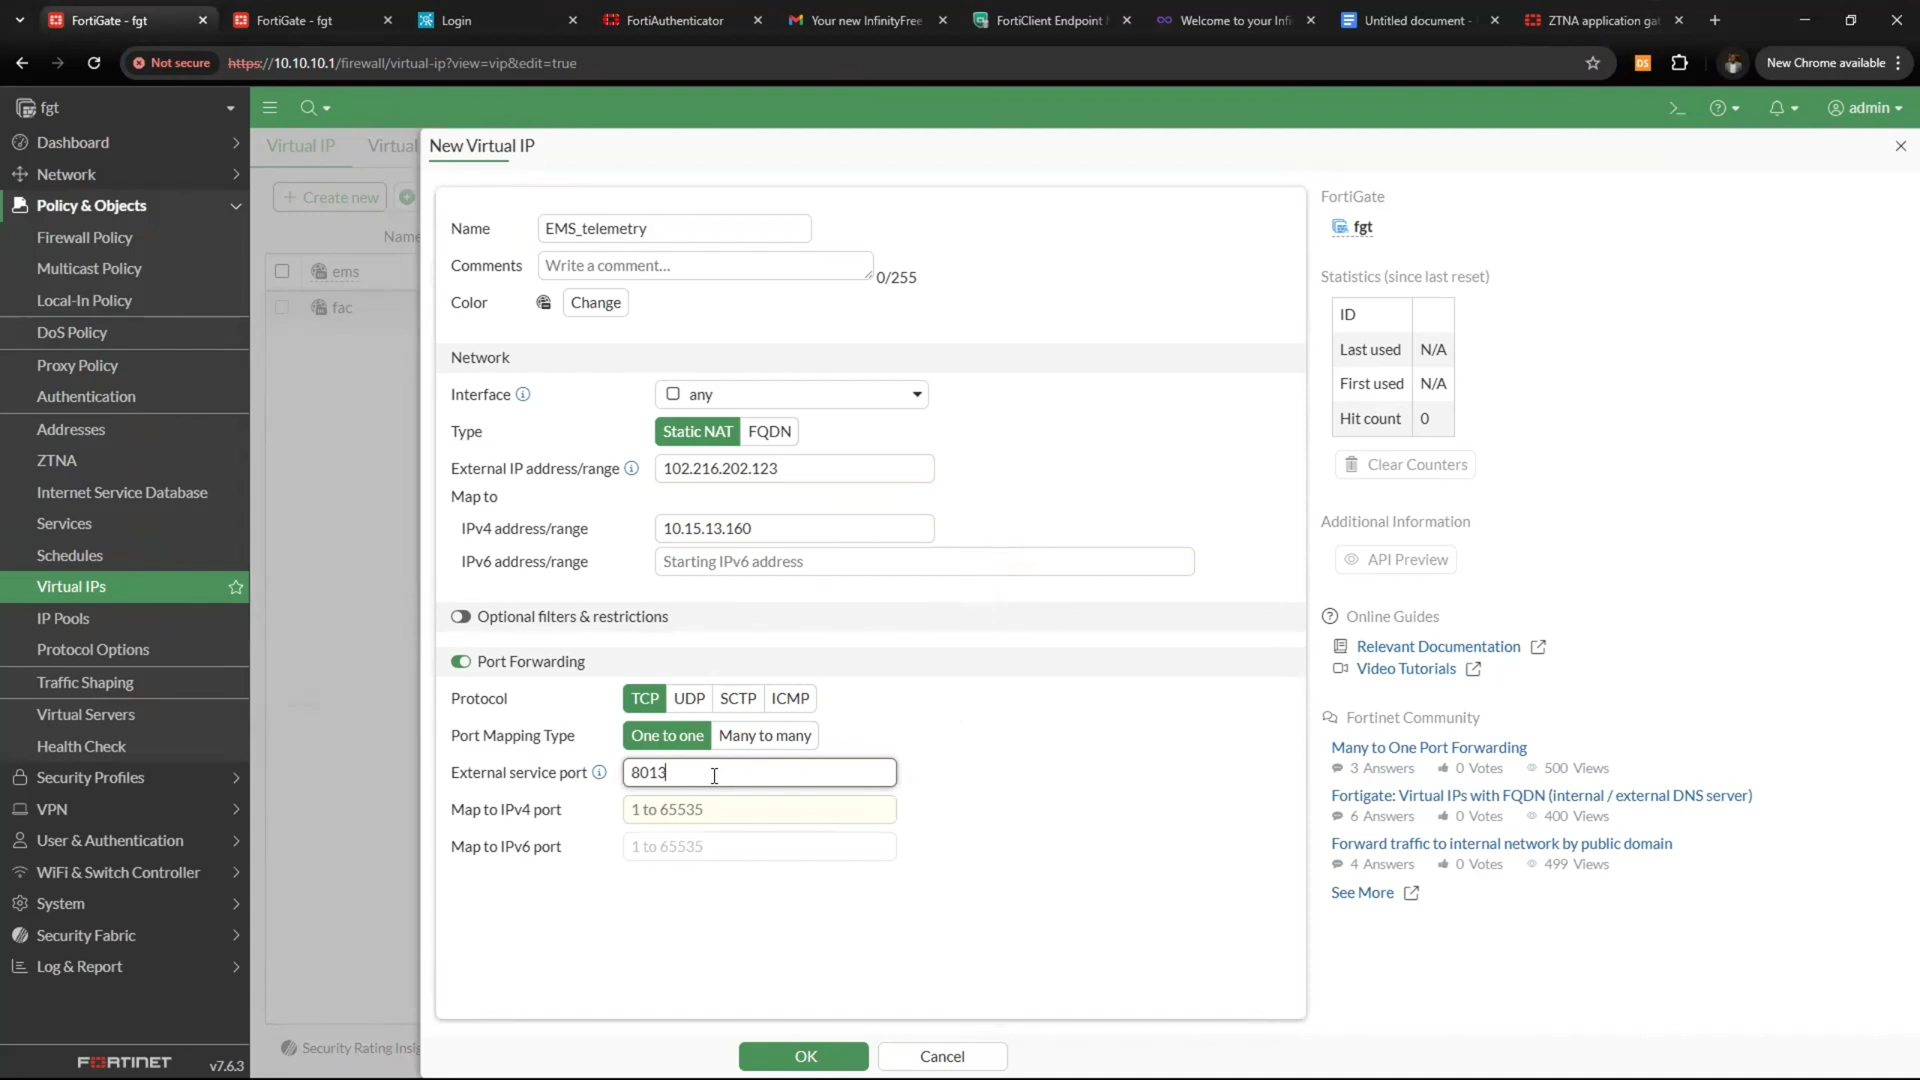 FortiGate - fgt
FortiGate - fgt
Login
FortiAuthenticator
Your new InfinityFree
FortiClient Endpoint
Welcome to your Infi
Untitled document -
ZTNA application ga
Not secure
https://10.10.10.1/firewall/virtual-ip?view=vip&edit=true
DS
New Chrome available
fgt
admin
Dashboard
Network
Policy & Objects
Firewall Policy
Multicast Policy
Local-In Policy
DoS Policy
Proxy Policy
Authentication
Addresses
ZTNA
Internet Service Database
Services
Schedules
Virtual IPs
IP Pools
Protocol Options
Traffic Shaping
Virtual Servers
Health Check
Security Profiles
VPN
User & Authentication
WiFi & Switch Controller
System
Security Fabric
Log & Report
FORTINET v7.6.3
Virtual IP
Virtual
Create new
Name
ems
fac
Security Rating Insig
New Virtual IP
Name EMS_telemetry
Comments Write a comment... 0/255
Color Change
Network
Interface any
Type Static NAT FQDN
External IP address/range 102.216.202.123
Map to
IPv4 address/range 10.15.13.160
IPv6 address/range Starting IPv6 address
Optional filters & restrictions
Port Forwarding
Protocol TCP UDP SCTP ICMP
Port Mapping Type One to one Many to many
External service port 8013
Map to IPv4 port 1 to 65535
Map to IPv6 port 1 to 65535
OK Cancel
FortiGate
fgt
Statistics (since last reset)
ID
Last used N/A
First used N/A
Hit count 0
Clear Counters
Additional Information
API Preview
Online Guides
Relevant Documentation
Video Tutorials
Fortinet Community
Many to One Port Forwarding
3 Answers 0 Votes 500 Views
Fortigate: Virtual IPs with FQDN (internal / external DNS server)
6 Answers 0 Votes 400 Views
Forward traffic to internal network by public domain
4 Answers 0 Votes 499 Views
See More